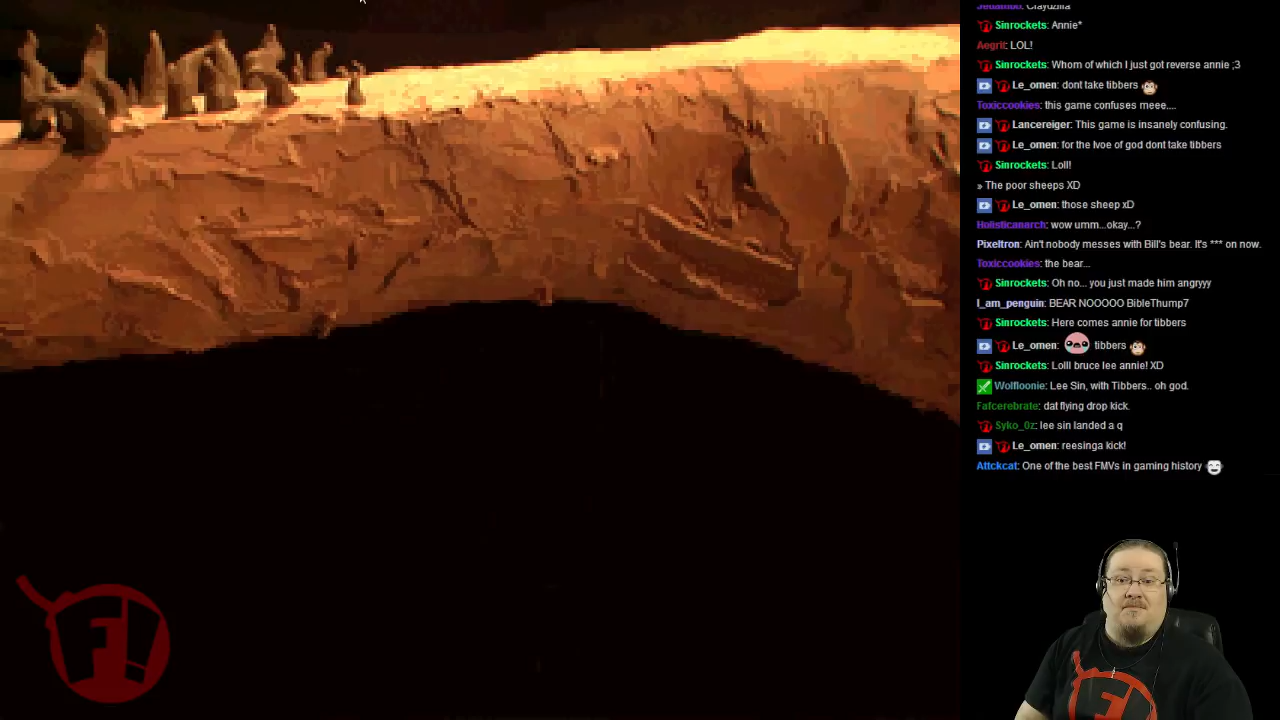 Sinrockets: Annie*
Aegrit: LOL!
Sinrockets: Whom of which I just got reverse annie ;3
Le_omen: dont take tibbers
Toxiccookies: this game confuses meee....
Lancereiger: This game is insanely confusing.
Le_omen: for the lvoe of god dont take tibbers
Sinrockets: Loll!
» The poor sheeps XD
Le_omen: those sheep xD
Holisticanarch: wow umm...okay...?
Pixeltron: Ain't nobody messes with Bill's bear. It's *** on now.
Toxiccookies: the bear...
Sinrockets: Oh no... you just made him angryyy
I_am_penguin: BEAR NOOOOO BibleThump7
Sinrockets: Here comes annie for tibbers
Le_omen: tibbers
Sinrockets: Lolll bruce lee annie! XD
Wolfloonie: Lee Sin, with Tibbers.. oh god.
Fafcerebrate: dat flying drop kick.
Syko_0z: lee sin landed a q
Le_omen: reesinga kick!
Attckcat: One of the best FMVs in gaming history